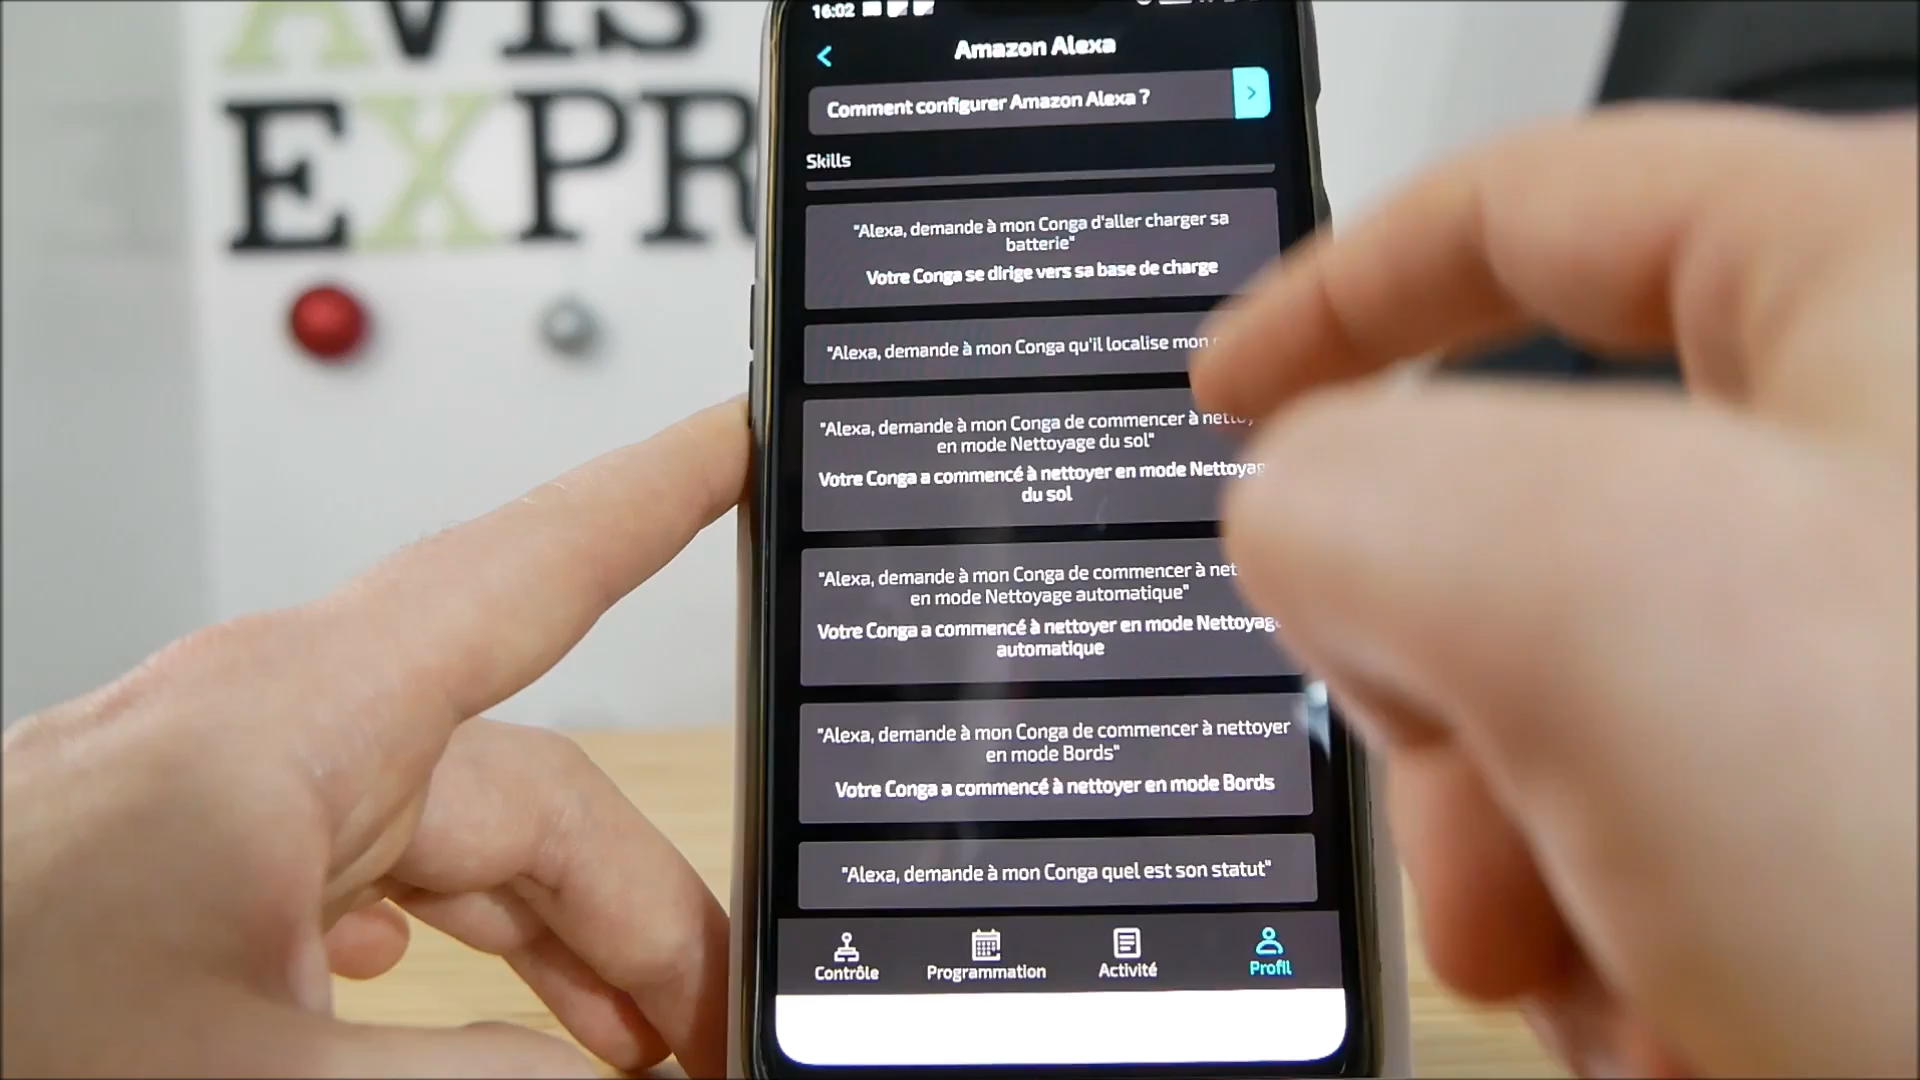 AVIS
EXPR
16:02
Amazon Alexa
Comment configurer Amazon Alexa ?
Skills
"Alexa, demande à mon Conga d'aller charger sa
batterie"
Votre Conga se dirige vers sa base de charge
"Alexa, demande à mon Conga qu'il localise mon
"Alexa, demande à mon Conga de commencer à
en mode Nettoyage du sol"
Votre Conga a commencé à nettoyer en mode
du sol
"Alexa, demande à mon Conga de commencer à
en mode Nettoyage automatique"
Votre Conga a commencé à nettoyer en mode
automatique
"Alexa, demande à mon Conga de commencer à nettoyer
en mode Bords"
Votre Conga a commencé à nettoyer en mode Bords
"Alexa, demande à mon Conga quel est son statut"
Contrôle
Programmation
Activité
Profil